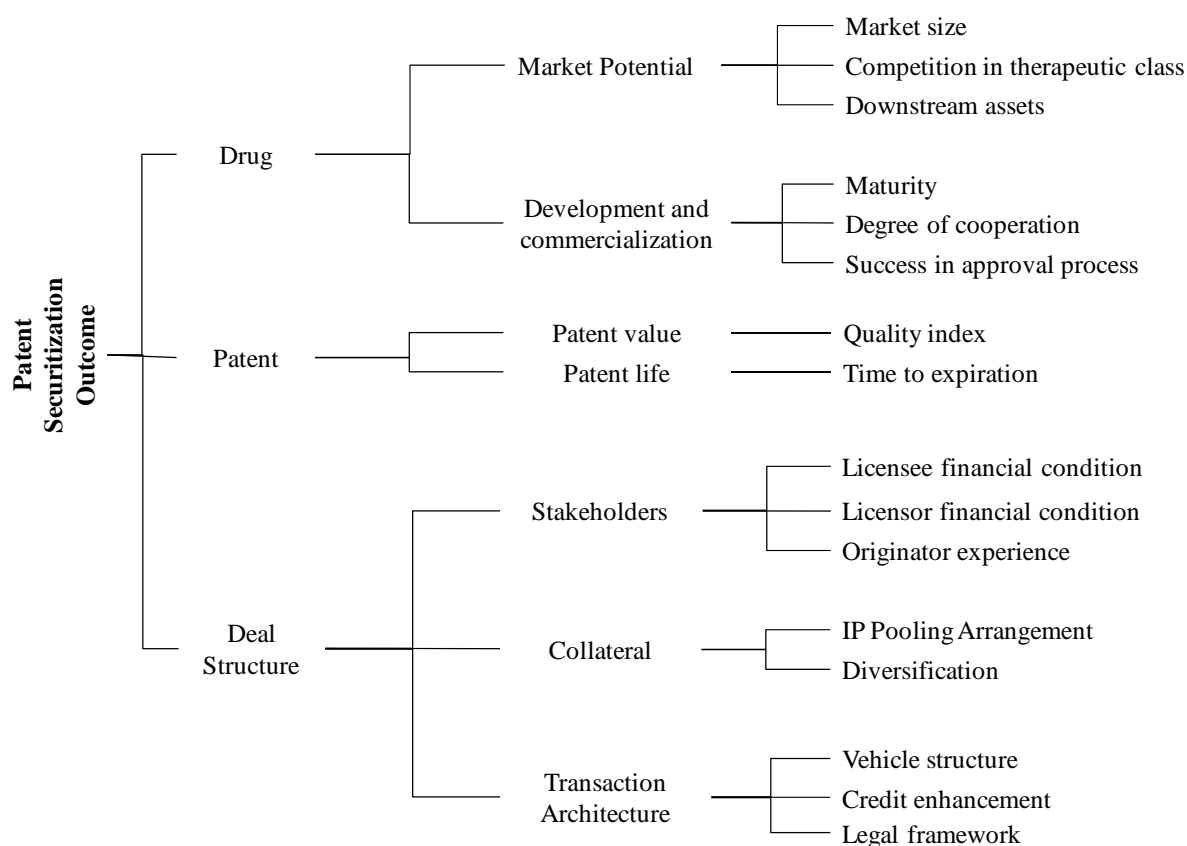 Patent
Securitization
Outcome
Drug
Market Potential
Market size
Competition in therapeutic class
Downstream assets
Development and
commercialization
Maturity
Degree of cooperation
Success in approval process
Patent
Patent value
Quality index
Patent life
Time to expiration
Deal
Structure
Stakeholders
Licensee financial condition
Licensor financial condition
Originator experience
Collateral
IP Pooling Arrangement
Diversification
Transaction
Architecture
Vehicle structure
Credit enhancement
Legal framework